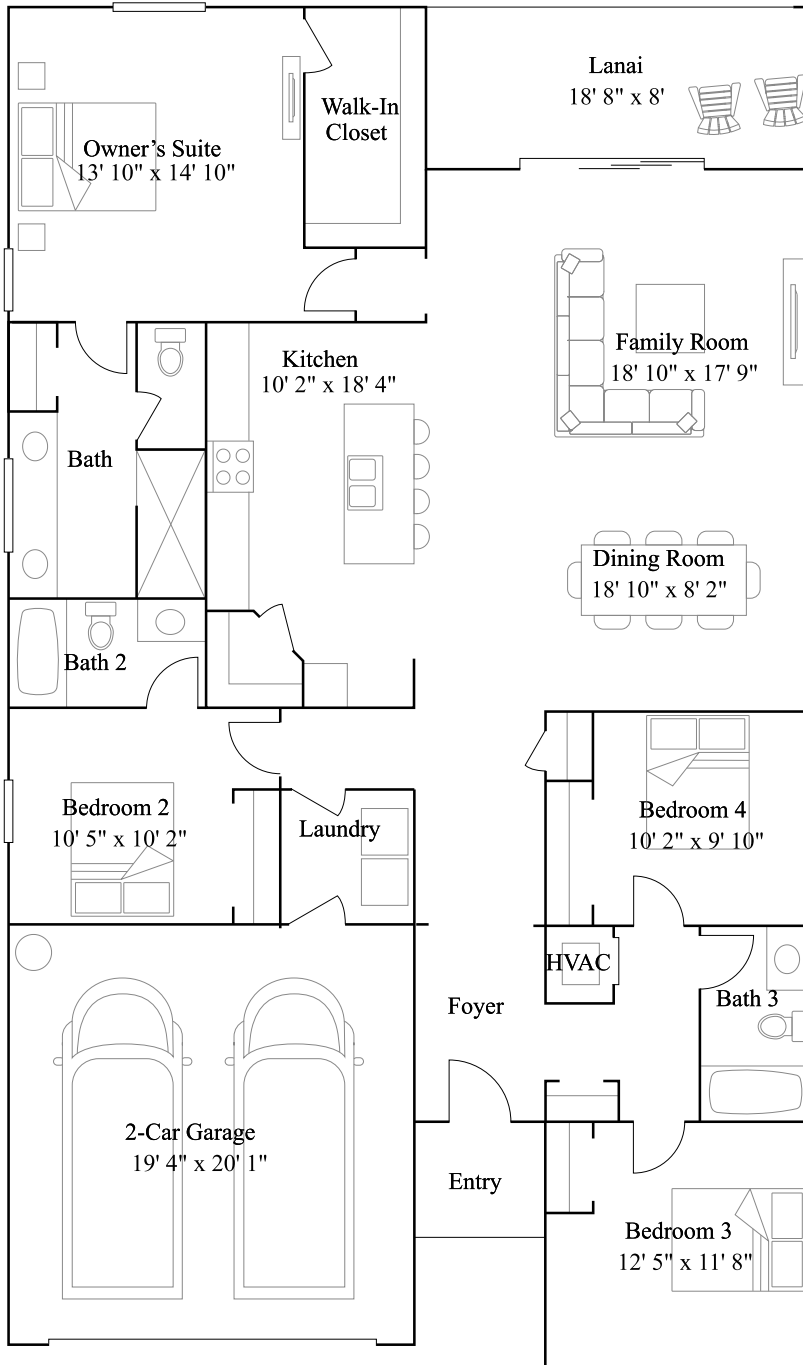 Lanai
18' 8" x 8'
Walk-In
Closet
Owner's Suite
13' 10" x 14' 10"
Family Room
18' 10" x 17' 9"
Kitchen
10' 2" x 18' 4"
Bath
Dining Room
18' 10" x 8' 2"
Bath 2
Bedroom 2
10' 5" x 10' 2"
Laundry
Bedroom 4
10' 2" x 9' 10"
HVAC
Foyer
Bath 3
2-Car Garage
19' 4" x 20' 1"
Entry
Bedroom 3
12' 5" x 11' 8"